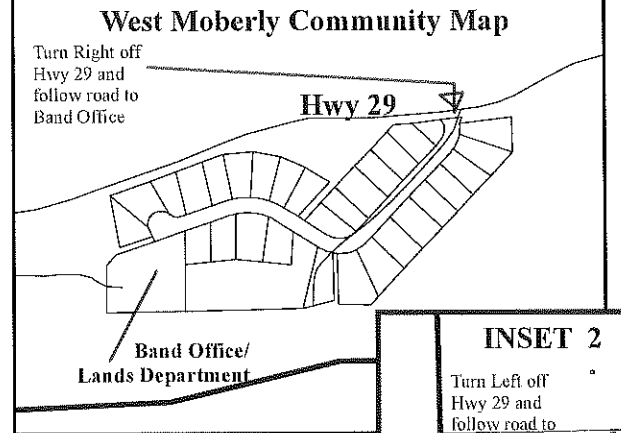 West Moberly Community Map
Turn Right off
Hwy 29 and
follow road to
Band Office
Hwy 29
Band Office/
Lands Department
INSET 2
Turn Left off
Hwy 29 and
follow road to